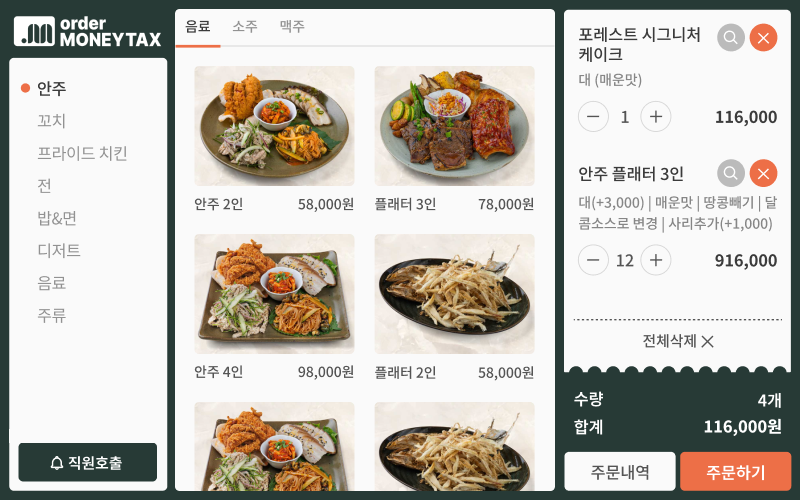 .m order
MONEYTAX
안주
꼬치
프라이드 치킨
전
밥&면
디저트
음료
주류
직원호출
음료 소주 맥주
안주 2인 58,000원
플래터 3인 78,000원
안주 4인 98,000원
플래터 2인 58,000원
포레스트 시그니처
케이크
대 (매운맛)
1 116,000
안주 플래터 3인
대(+3,000) | 매운맛 | 땅콩빼기 | 달
콤소스로 변경 | 사리추가(+1,000)
12 916,000
전체삭제
수량 4개
합계 116,000원
주문내역 주문하기